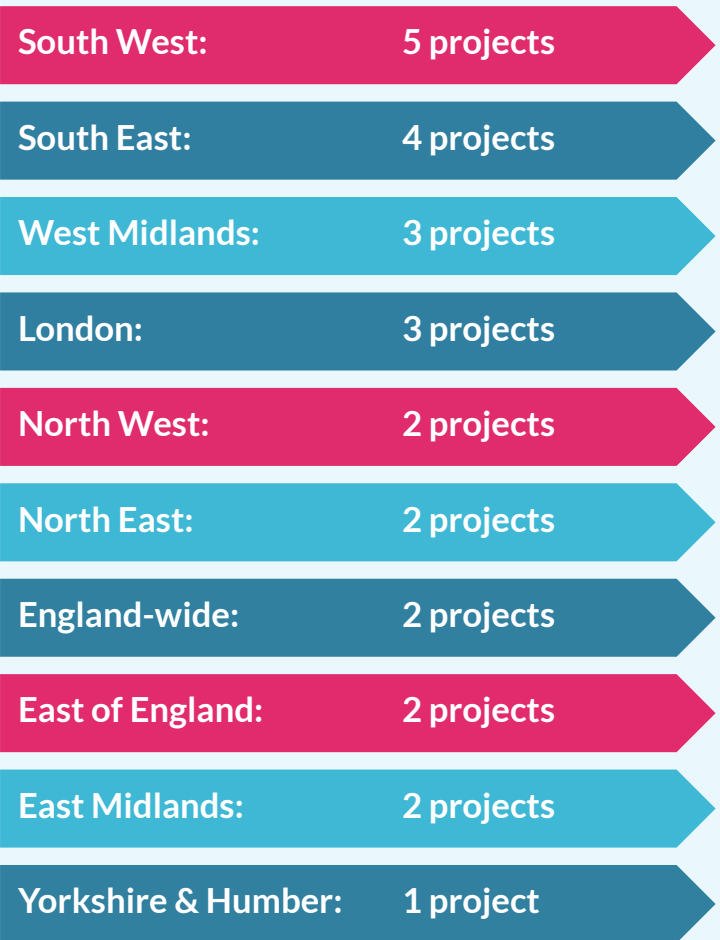 South West: 5 projects
South East: 4 projects
West Midlands: 3 projects
London: 3 projects
North West: 2 projects
North East: 2 projects
England-wide: 2 projects
East of England: 2 projects
East Midlands: 2 projects
Yorkshire & Humber: 1 project